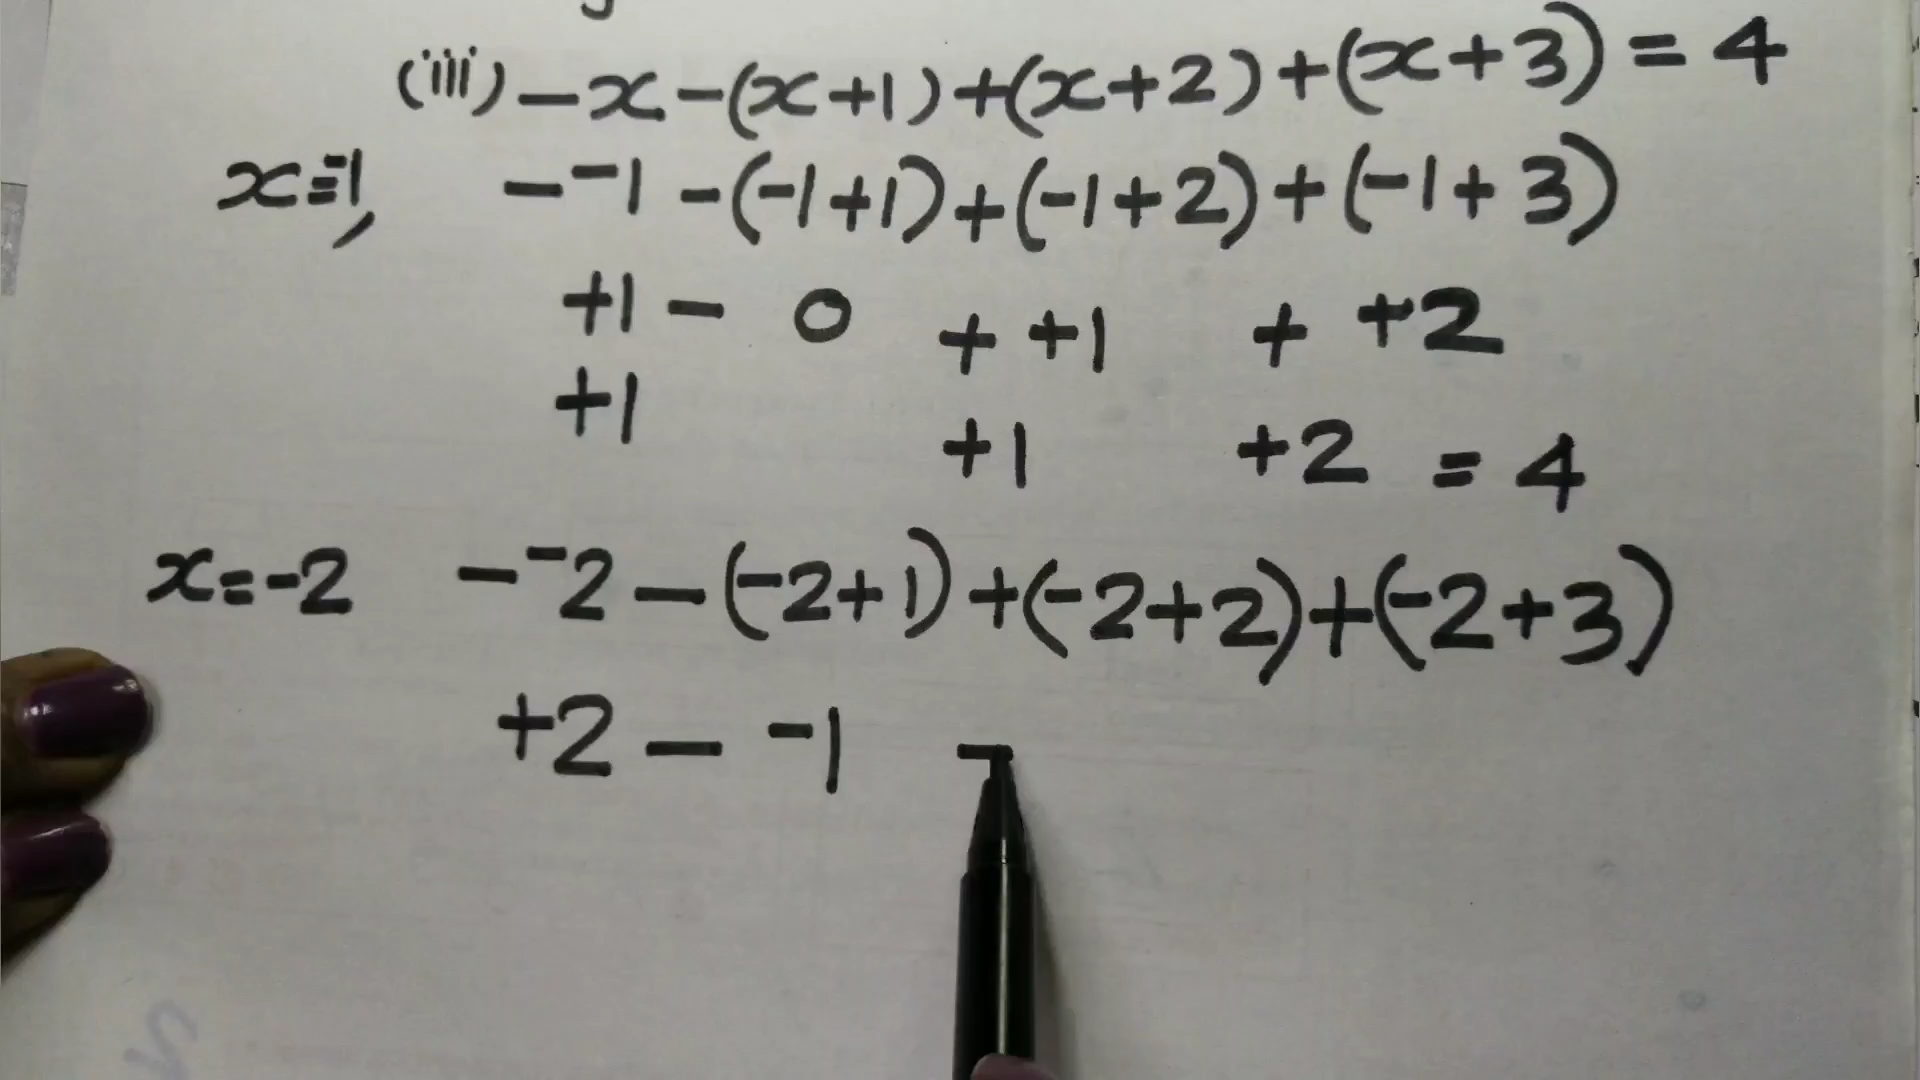 (iii) -x-(x+1)+(x+2)+(x+3)=4
x=-1, - -1 -(-1+1)+(-1+2)+(-1+3)
+1 - 0 + +1 + +2
+1 +1 +2 = 4
x=-2 - -2 -(-2+1)+(-2+2)+(-2+3)
+2 - -1